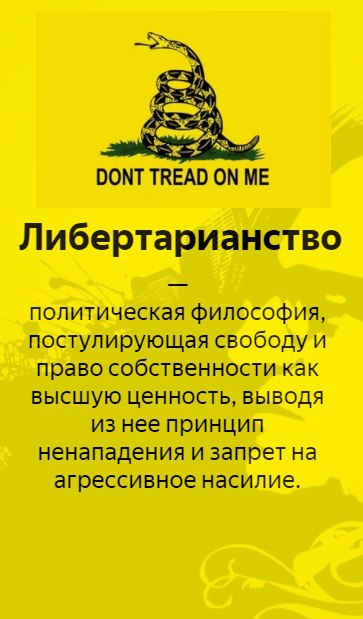 DONT TREAD ON ME
Либертарианство
—
политическая философия,
постулирующая свободу и
право собственности как
высшую ценность, выводя
из нее принцип
ненападения и запрет на
агрессивное насилие.